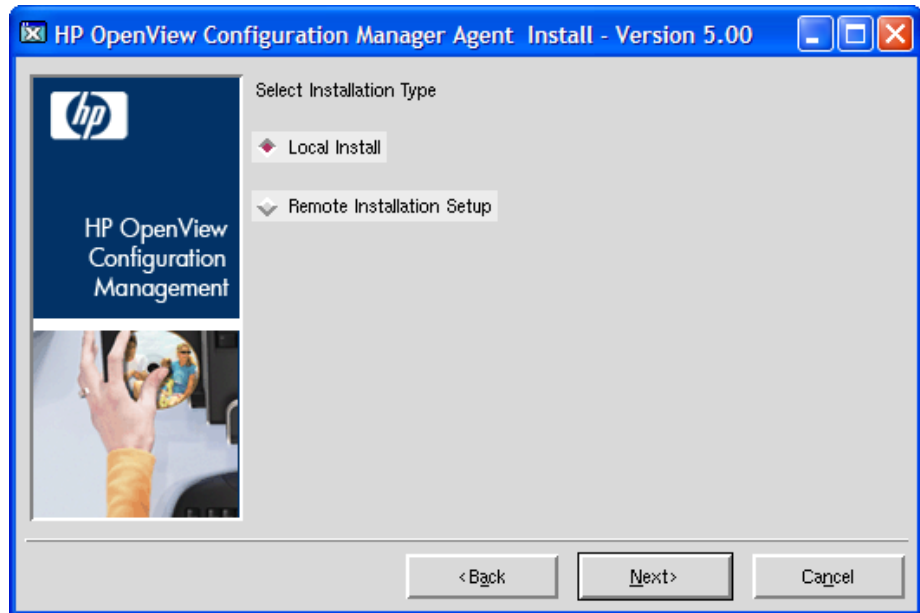 HP OpenView Configuration Manager Agent Install - Version 5.00
hp
HP OpenView
Configuration
Management
Select Installation Type
Local Install
Remote Installation Setup
<Back
Next>
Cancel